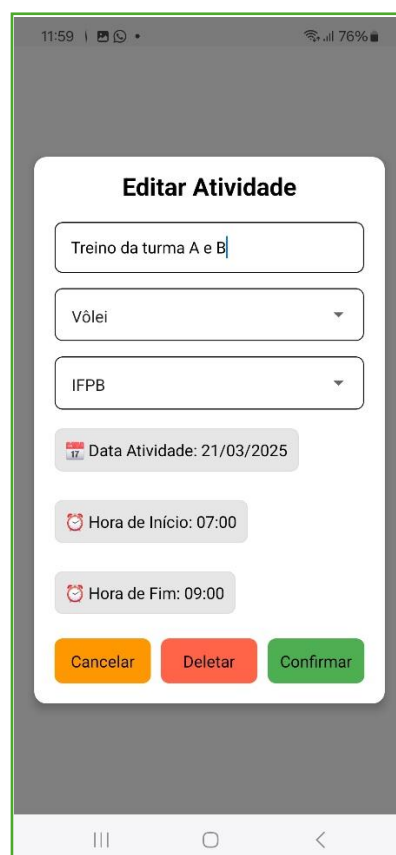 11:59
76%
Editar Atividade
Treino da turma A e B
Vôlei
IFPB
17 Data Atividade: 21/03/2025
Hora de Início: 07:00
Hora de Fim: 09:00
Cancelar Deletar Confirmar